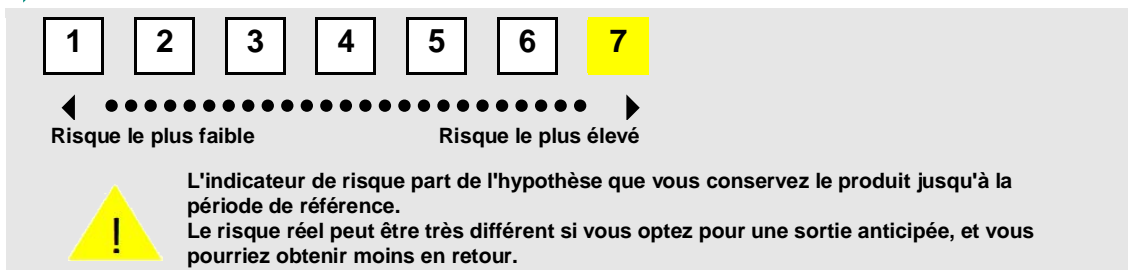 1 2 3 4 5 6 7
Risque le plus faible Risque le plus élevé
L'indicateur de risque part de l'hypothèse que vous conservez le produit jusqu'à la
période de référence.
Le risque réel peut être très différent si vous optez pour une sortie anticipée, et vous
pourriez obtenir moins en retour.
!